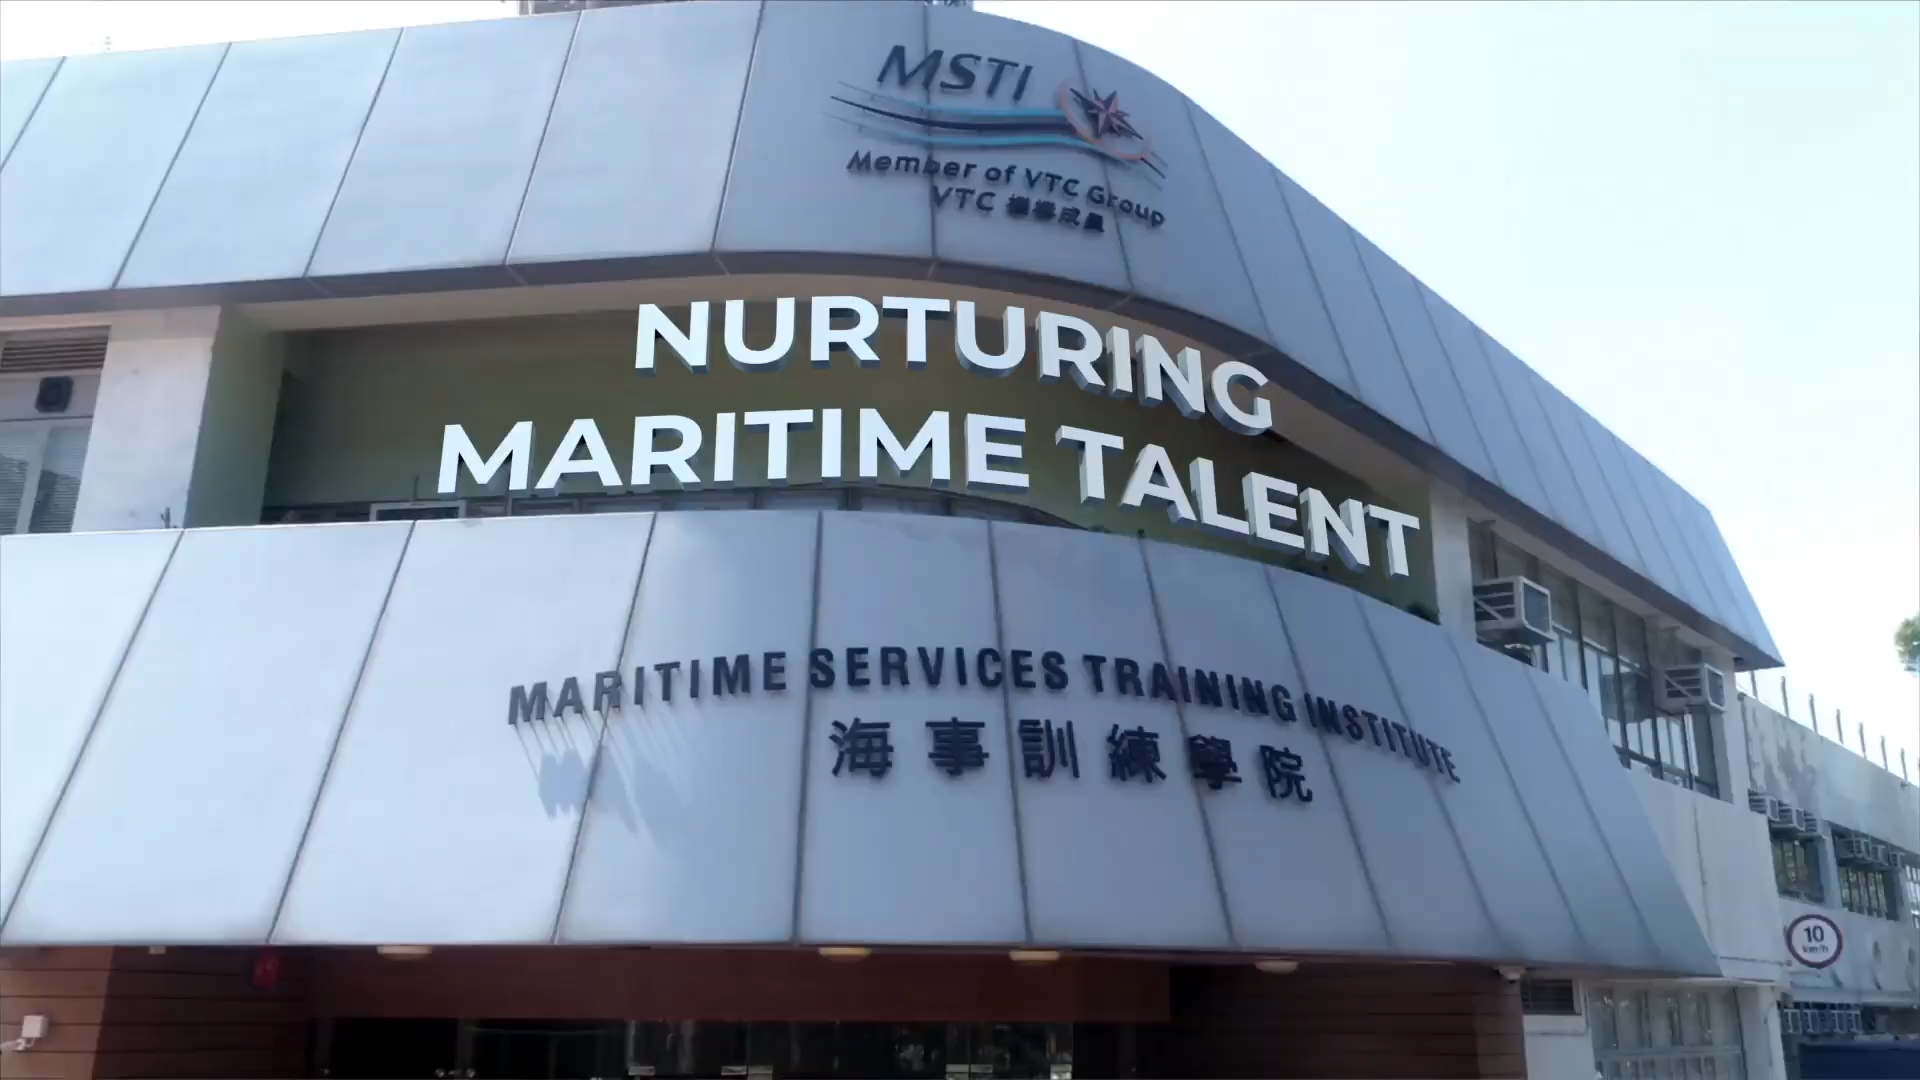 MSTI
Member of VTC Group
VTC 機構成員
NURTURING
MARITIME TALENT
MARITIME SERVICES TRAINING INSTITUTE
海事訓練學院
10
km/h